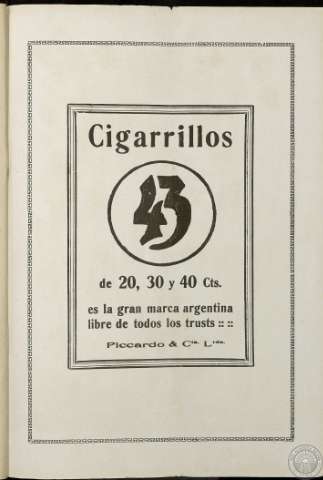 Cigarrillos
43
de 20, 30 y 40 Cts.
es la gran marca argentina
libre de todos los trusts :: ::
Piccardo & Cía. Ltda.